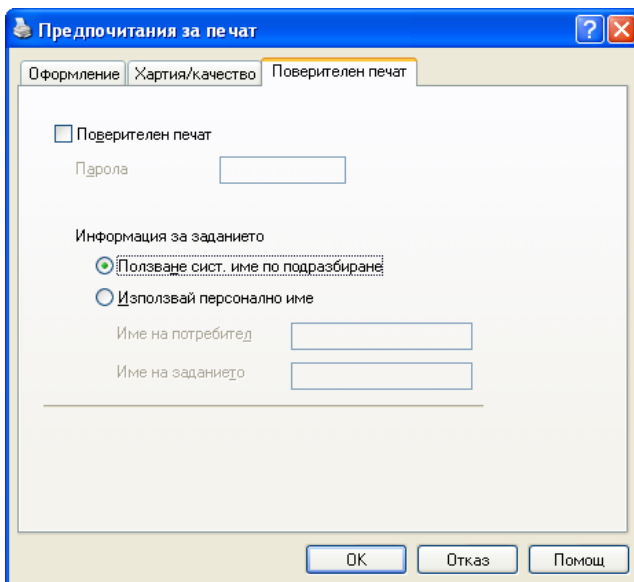 Предпочитания за печат
Оформление Хартия/качество Поверителен печат
Поверителен печат
Парола
Информация за заданието
Ползване сист. име по подразбиране
Използвай персонално име
Име на потребител
Име на заданието
OK Отказ Помощ